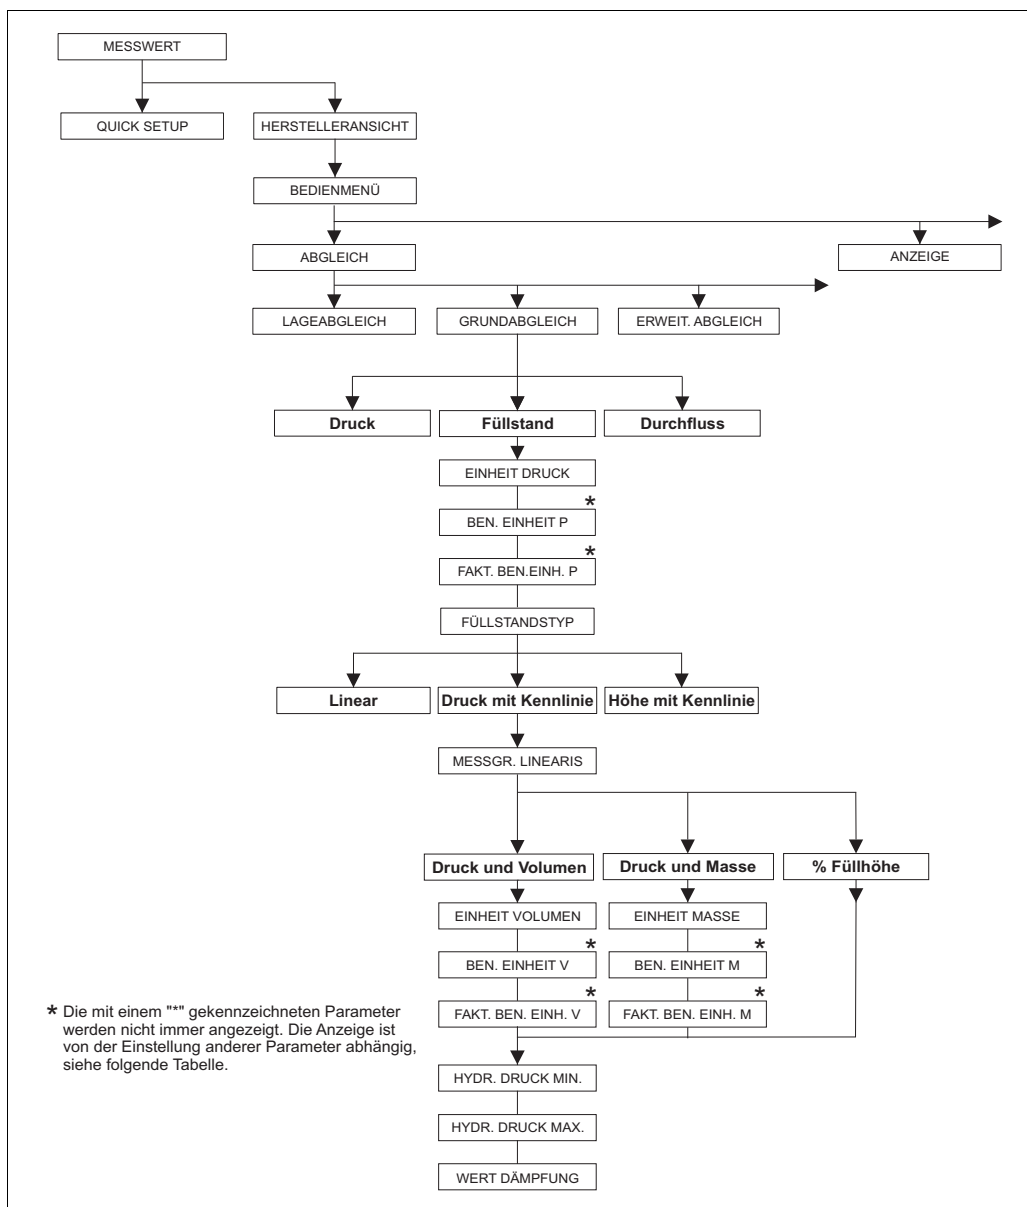 MESSWERT
QUICK SETUP
HERSTELLERANSICHT
BEDIENMENÜ
ABGLEICH
ANZEIGE
LAGEABGLEICH
GRUNDABGLEICH
ERWEIT. ABGLEICH
Druck
Füllstand
Durchfluss
EINHEIT DRUCK
*
BEN. EINHEIT P
*
FAKT. BEN.EINH. P
FÜLLSTANDSTYP
Linear
Druck mit Kennlinie
Höhe mit Kennlinie
MESSGR. LINEARIS
Druck und Volumen
Druck und Masse
% Füllhöhe
EINHEIT VOLUMEN
EINHEIT MASSE
*
*
BEN. EINHEIT V
BEN. EINHEIT M
*
*
FAKT. BEN. EINH. V
FAKT. BEN. EINH. M
* Die mit einem "*" gekennzeichneten Parameter
werden nicht immer angezeigt. Die Anzeige ist
von der Einstellung anderer Parameter abhängig,
siehe folgende Tabelle.
HYDR. DRUCK MIN.
HYDR. DRUCK MAX.
WERT DÄMPFUNG